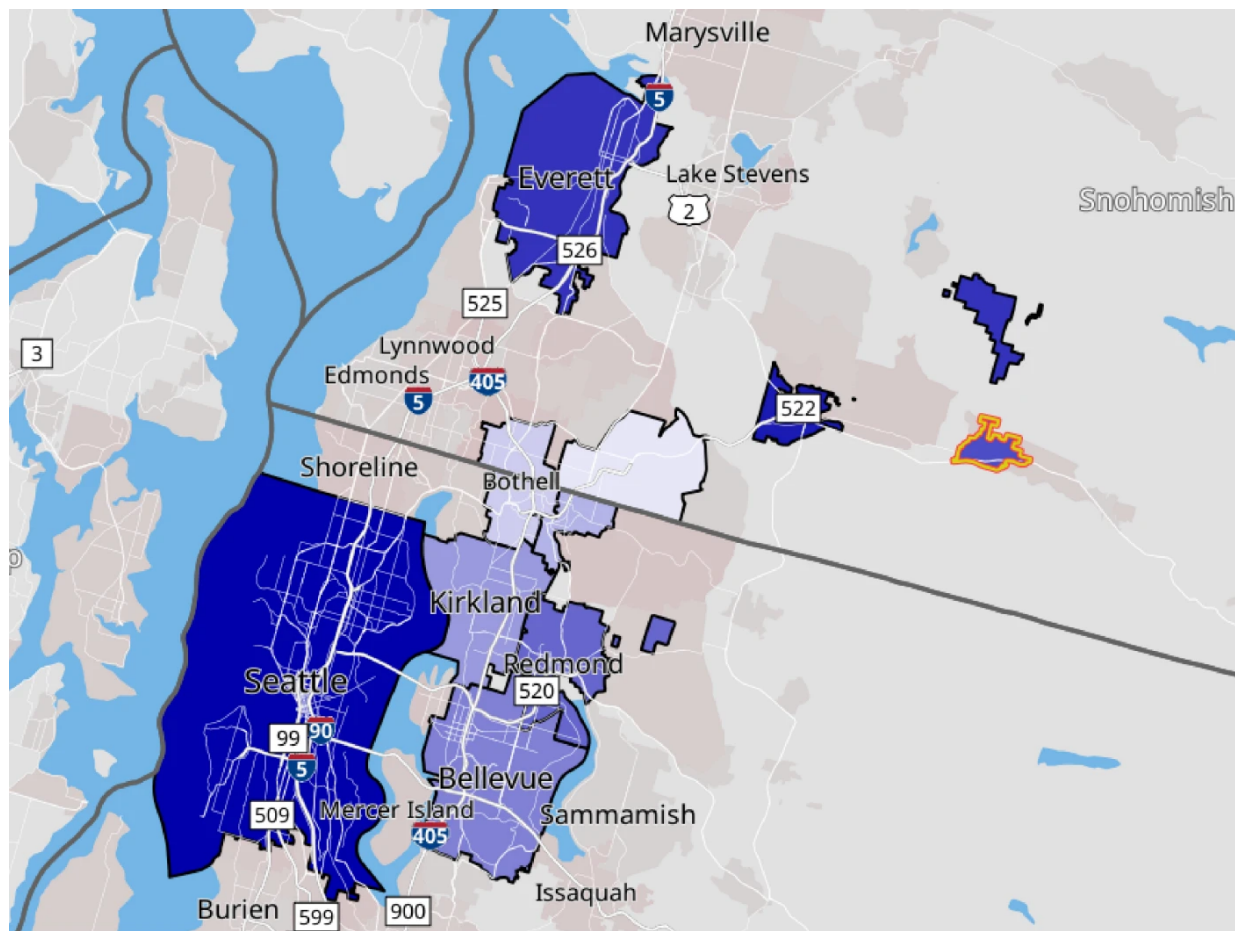 Marysville
5
Everett
Lake Stevens
2
Snohomish
526
525
3
Lynnwood
Edmonds
405
5
522
Shoreline
Bothell
p
Kirkland
Redmond
Seattle
520
90
99
5
Bellevue
Mercer Island
509
Sammamish
405
Issaquah
Burien
599
900